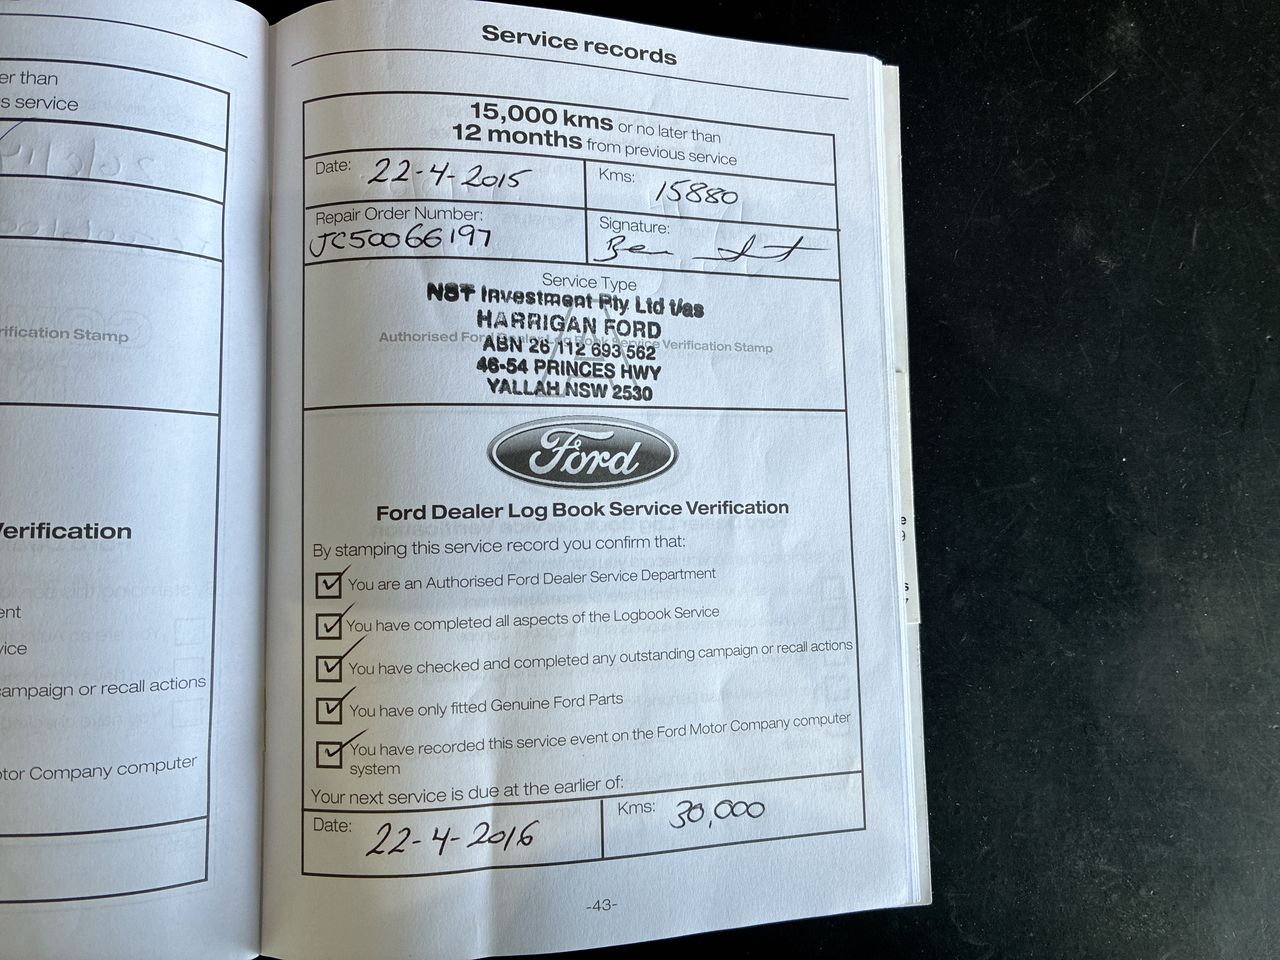 er than
s service
rification Stamp
erification
ent
vice
ampaign or recall actions
otor Company computer
Service records
15,000 kms or no later than
12 months from previous service
Date: 22-4-2015
Kms: 15880
Repair Order Number:
JC50066197
Signature:
Ben
Service Type
NST Investment Pty Ltd t/as
HARRIGAN FORD
Authorised Ford Dealer Log Book Service Verification Stamp
ABN 26 112 693 562
46-54 PRINCES HWY
YALLAH NSW 2530
Ford
Ford Dealer Log Book Service Verification
By stamping this service record you confirm that:
You are an Authorised Ford Dealer Service Department
You have completed all aspects of the Logbook Service
You have checked and completed any outstanding campaign or recall actions
You have only fitted Genuine Ford Parts
You have recorded this service event on the Ford Motor Company computer
system
Your next service is due at the earlier of:
Date: 22-4-2016
Kms: 30,000
-43-